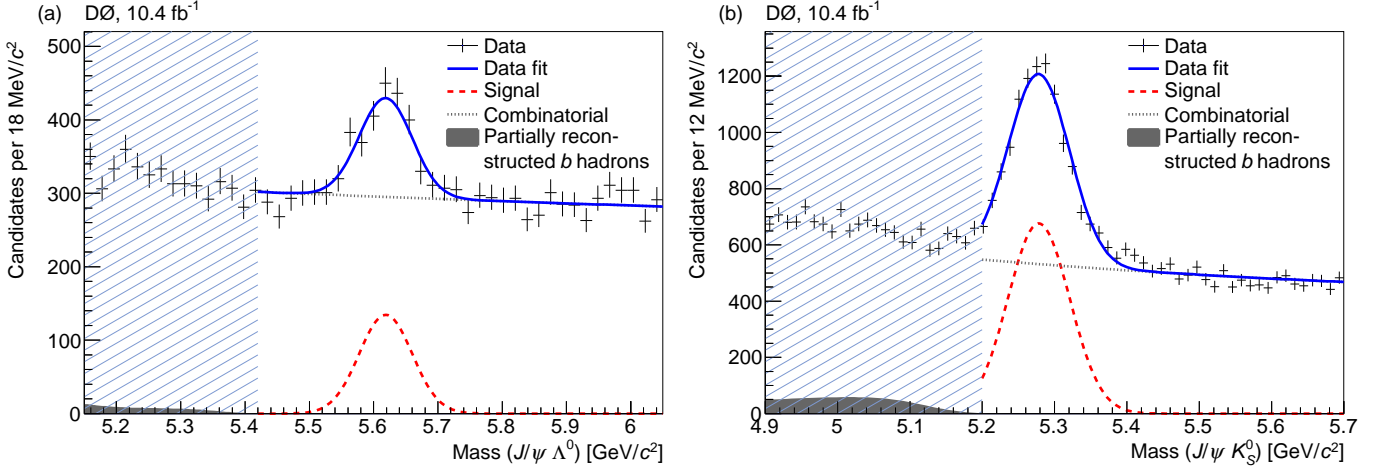 (a) DØ, 10.4 fb⁻¹
Candidates per 18 MeV/c²
500
400
300
200
100
0
Data
Data fit
Signal
Combinatorial
Partially recon-
structed b hadrons
5.2 5.3 5.4 5.5 5.6 5.7 5.8 5.9 6
Mass (J/ψ Λ⁰) [GeV/c²]
(b) DØ, 10.4 fb⁻¹
Candidates per 12 MeV/c²
1200
1000
800
600
400
200
0
Data
Data fit
Signal
Combinatorial
Partially recon-
structed b hadrons
4.9 5 5.1 5.2 5.3 5.4 5.5 5.6 5.7
Mass (J/ψ K⁰_S) [GeV/c²]